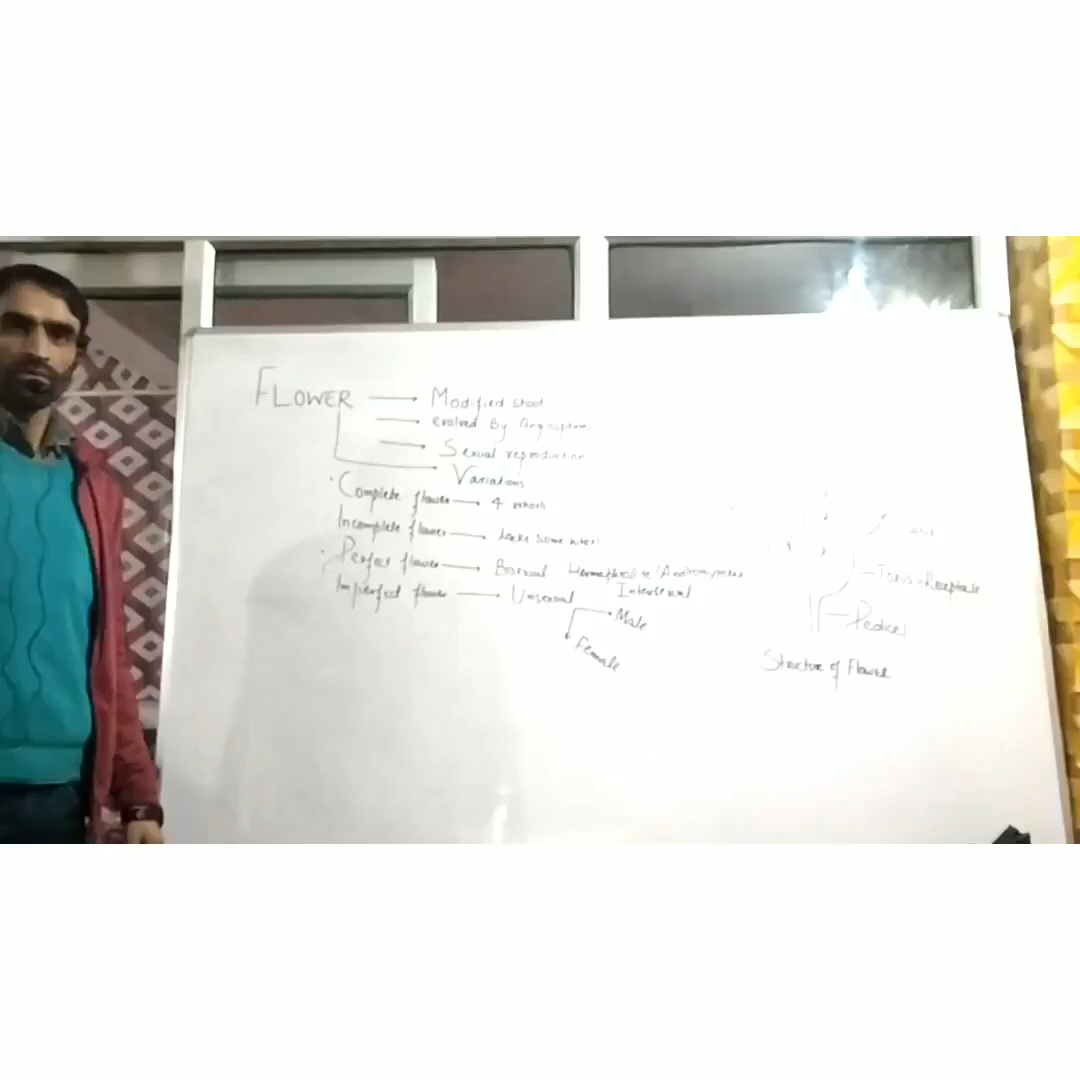 FLOWER → Modified shoot
→ evolved By Angiosperms
→ Sexual reproduction
→ Variations
Complete flower → 4 whorls
Incomplete flower → Lacks some whorl
Perfect flower → Bisexual Hermaphrodite/Androgynous
Intersexual
Imperfect flower → Unisexual
Male
Female
Torus = Receptacle
Pedicel
Structure of Flower